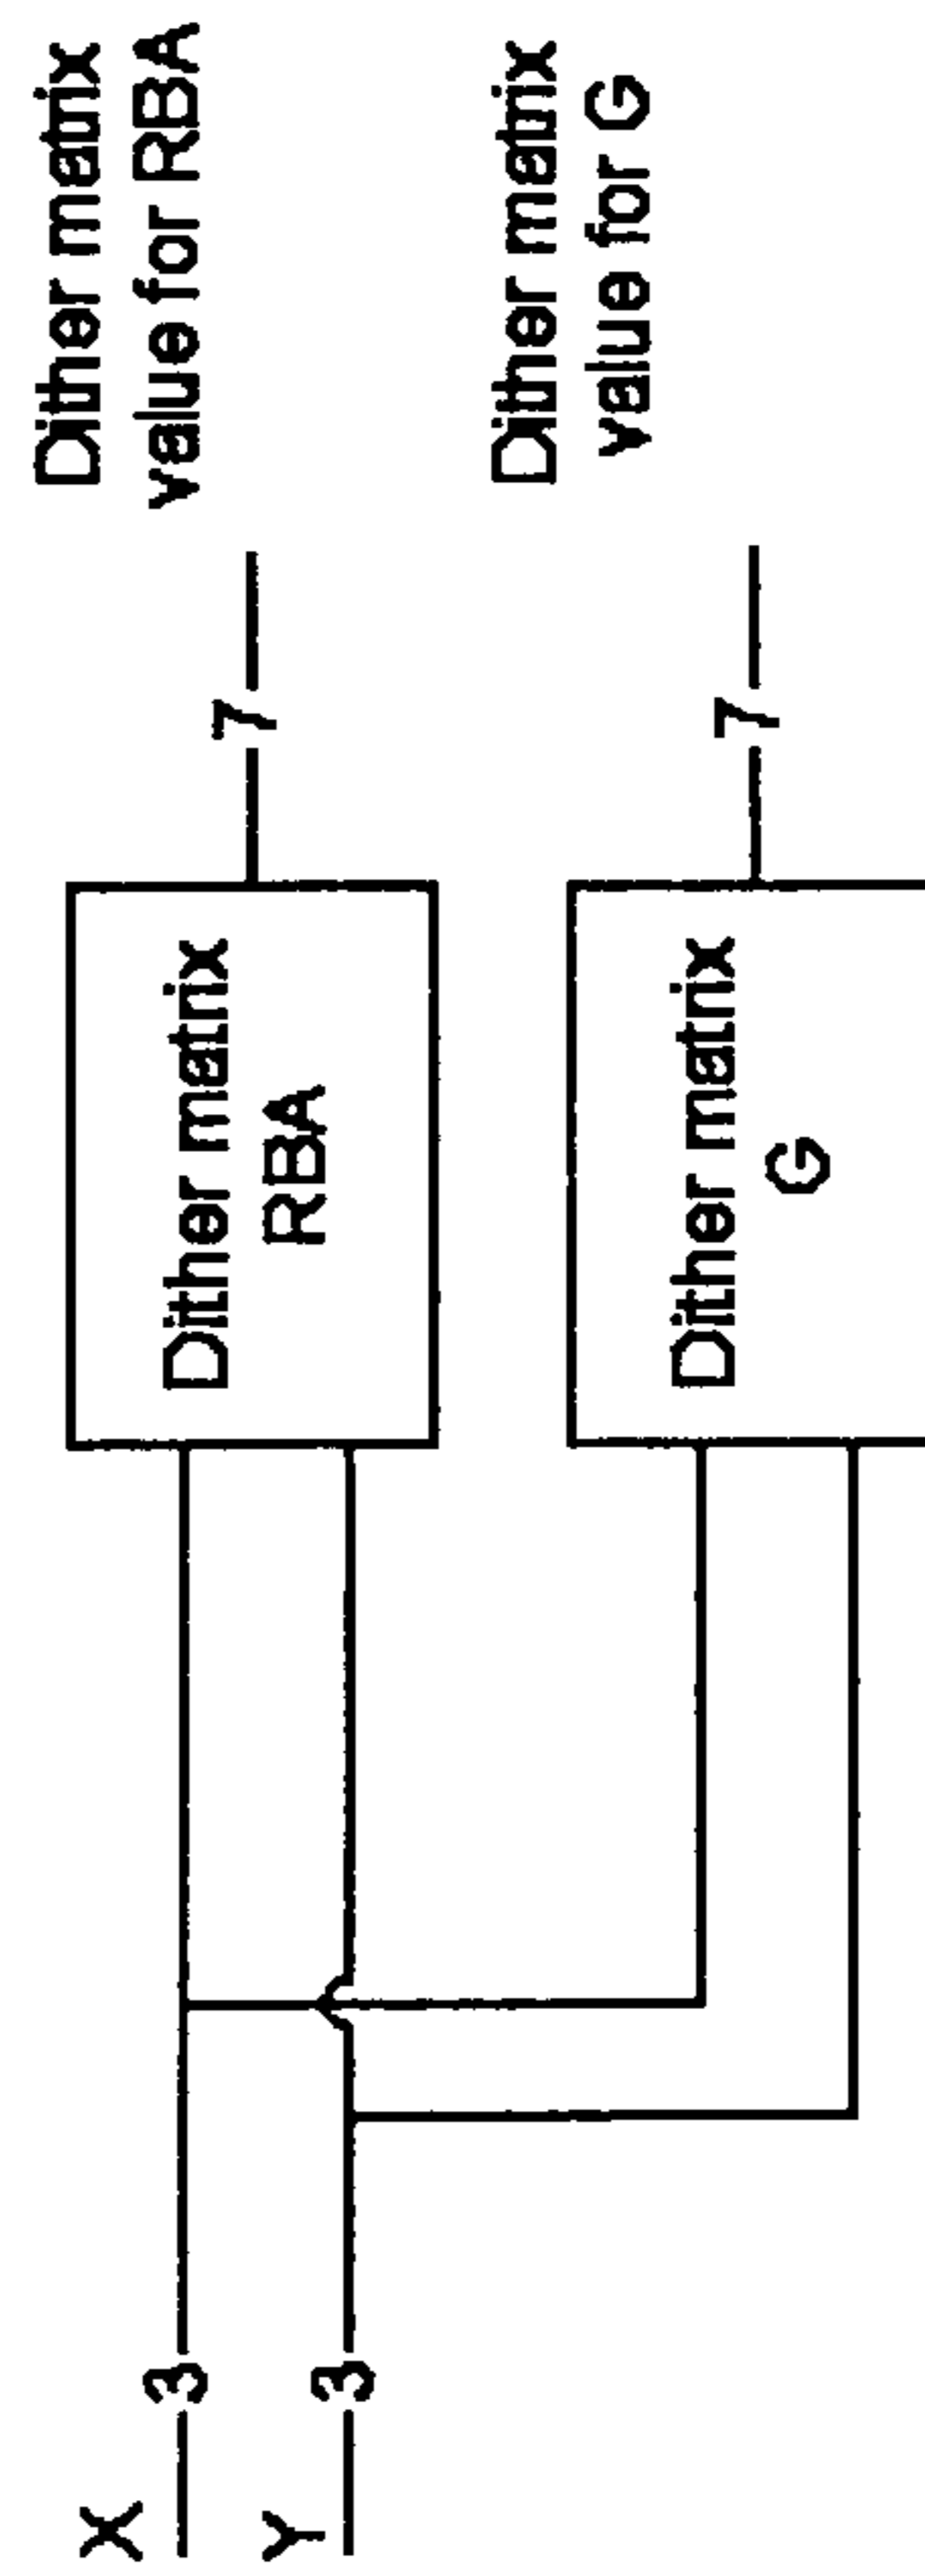 X
3
Y
3
Dither matrix
RBA
7
Dither matrix
value for RBA
Dither matrix
G
7
Dither matrix
value for G